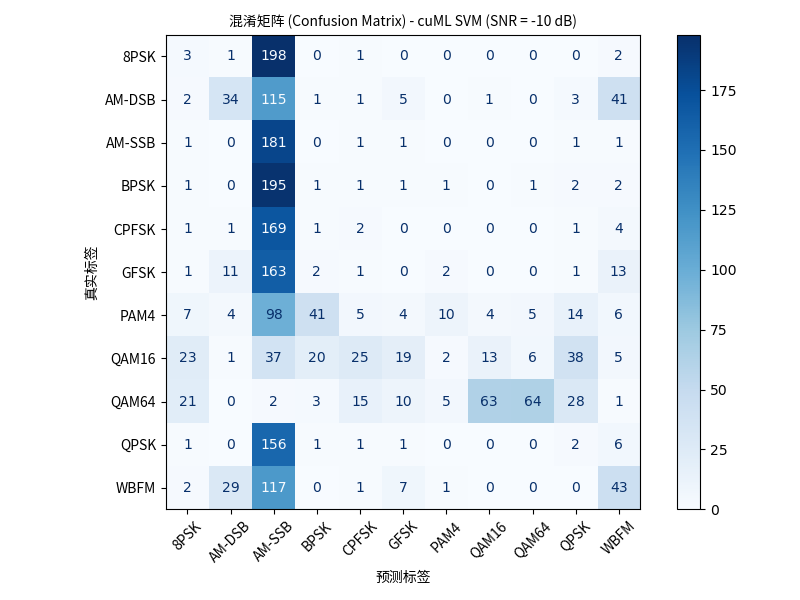 混淆矩阵 (Confusion Matrix) - cuML SVM (SNR = -10 dB)
8PSK 3 1 198 0 1 0 0 0 0 0 2
AM-DSB 2 34 115 1 1 5 0 1 0 3 41
AM-SSB 1 0 181 0 1 1 0 0 0 1 1
BPSK 1 0 195 1 1 1 1 0 1 2 2
CPFSK 1 1 169 1 2 0 0 0 0 1 4
GFSK 1 11 163 2 1 0 2 0 0 1 13
PAM4 7 4 98 41 5 4 10 4 5 14 6
QAM16 23 1 37 20 25 19 2 13 6 38 5
QAM64 21 0 2 3 15 10 5 63 64 28 1
QPSK 1 0 156 1 1 1 0 0 0 2 6
WBFM 2 29 117 0 1 7 1 0 0 0 43
8PSK AM-DSB AM-SSB BPSK CPFSK GFSK PAM4 QAM16 QAM64 QPSK WBFM
预测标签
真实标签
175
150
125
100
75
50
25
0